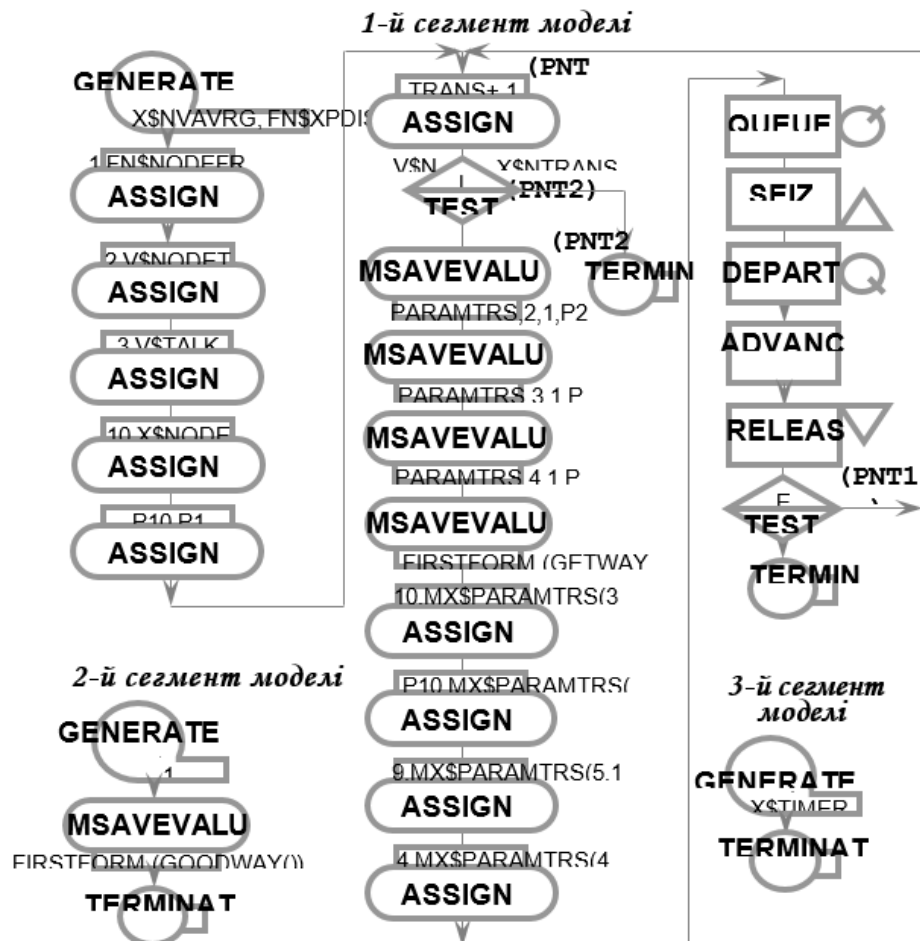 1-й сегмент моделі
GENERATE
X$NVAVRG, FN$XPDIS
1,FN$NODEFR
ASSIGN
2,V$NODET
ASSIGN
3,V$TALK
ASSIGN
10,X$NODE
ASSIGN
P10,P1
ASSIGN
(PNT
TRANS+,1
ASSIGN
V$N
X$NTRANS
TEST
(PNT2)
(PNT2
TERMIN
MSAVEVALU
PARAMTRS,2,1,P2
MSAVEVALU
PARAMTRS,3,1,P
MSAVEVALU
PARAMTRS,4,1,P
MSAVEVALU
FIRSTFORM.(GETWAY
10,MX$PARAMTRS(3
ASSIGN
P10,MX$PARAMTRS(
ASSIGN
9,MX$PARAMTRS(5,1
ASSIGN
4,MX$PARAMTRS(4
ASSIGN
QUEUE
SEIZ
DEPART
ADVANC
RELEAS
(PNT1
)
E
TEST
TERMIN
2-й сегмент моделі
GENERATE
1
MSAVEVALU
FIRSTFORM.(GOODWAY())
TERMINAT
3-й сегмент
моделі
GENERATE
X$TIMER
TERMINAT